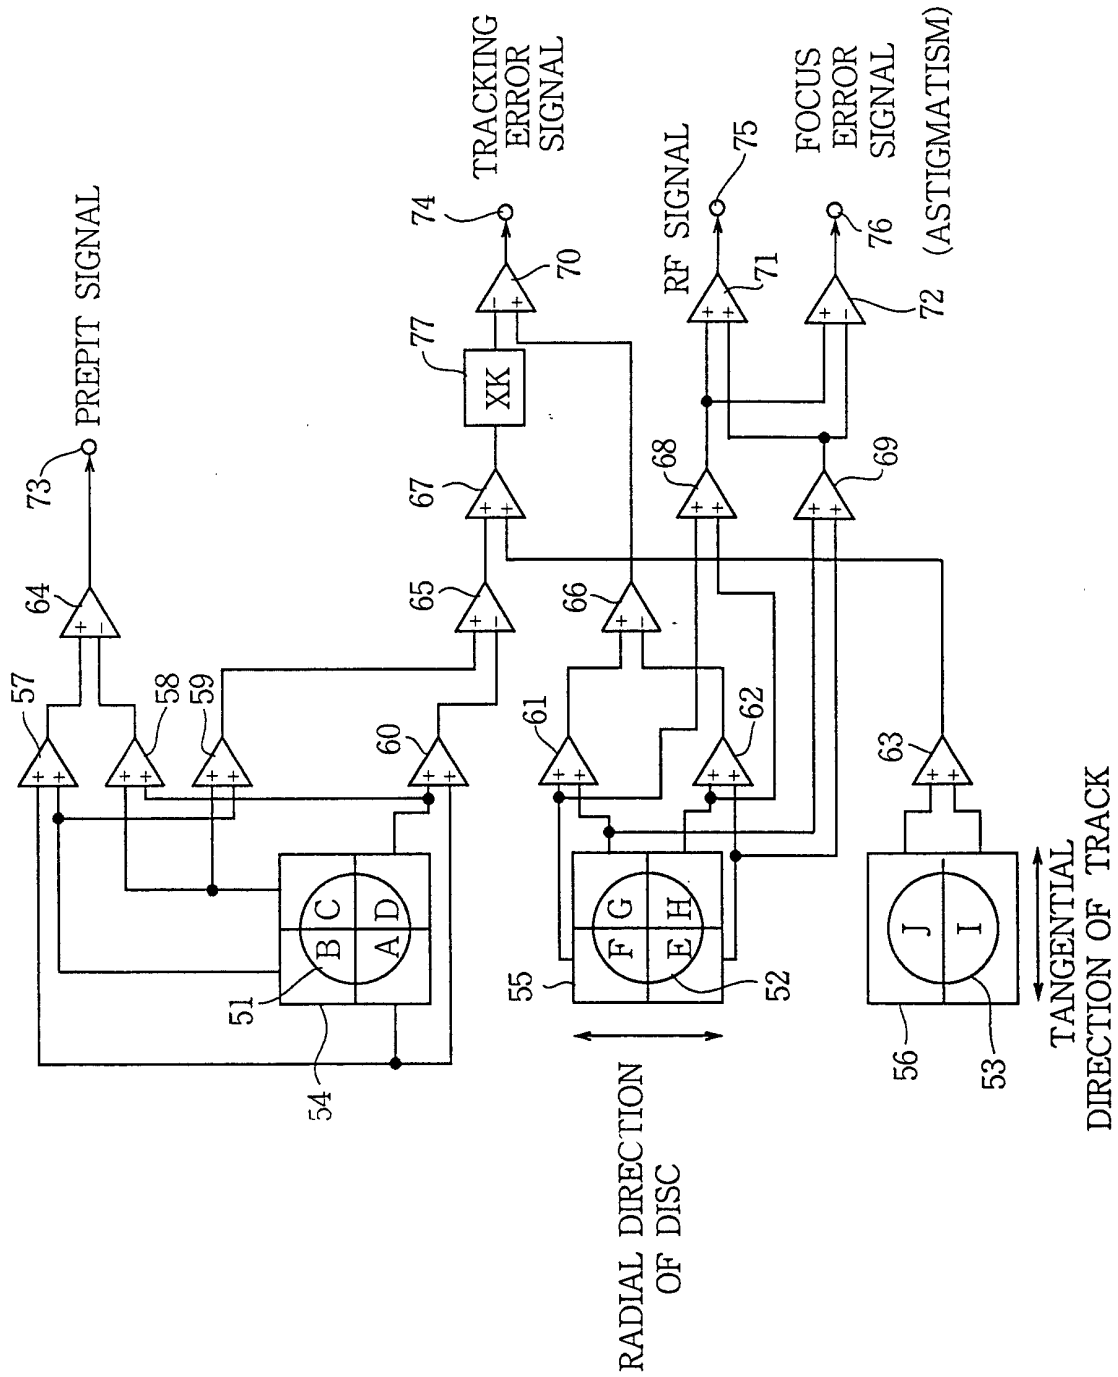 73
PREPIT SIGNAL
64
57
58
59
74
TRACKING
ERROR
SIGNAL
70
77
XK
67
65
60
66
61
62
RF SIGNAL
75
71
68
FOCUS
ERROR
SIGNAL
(ASTIGMATISM)
76
72
69
63
B C
A D
51
54
F G
E H
55
52
J
I
56
53
RADIAL DIRECTION
OF DISC
TANGENTIAL
DIRECTION OF TRACK
+
+
+
+
+
+
+
+
+
−
+
−
+
+
−
+
+
+
+
+
+
−
+
+
+
−
+
+
+
+
+
+